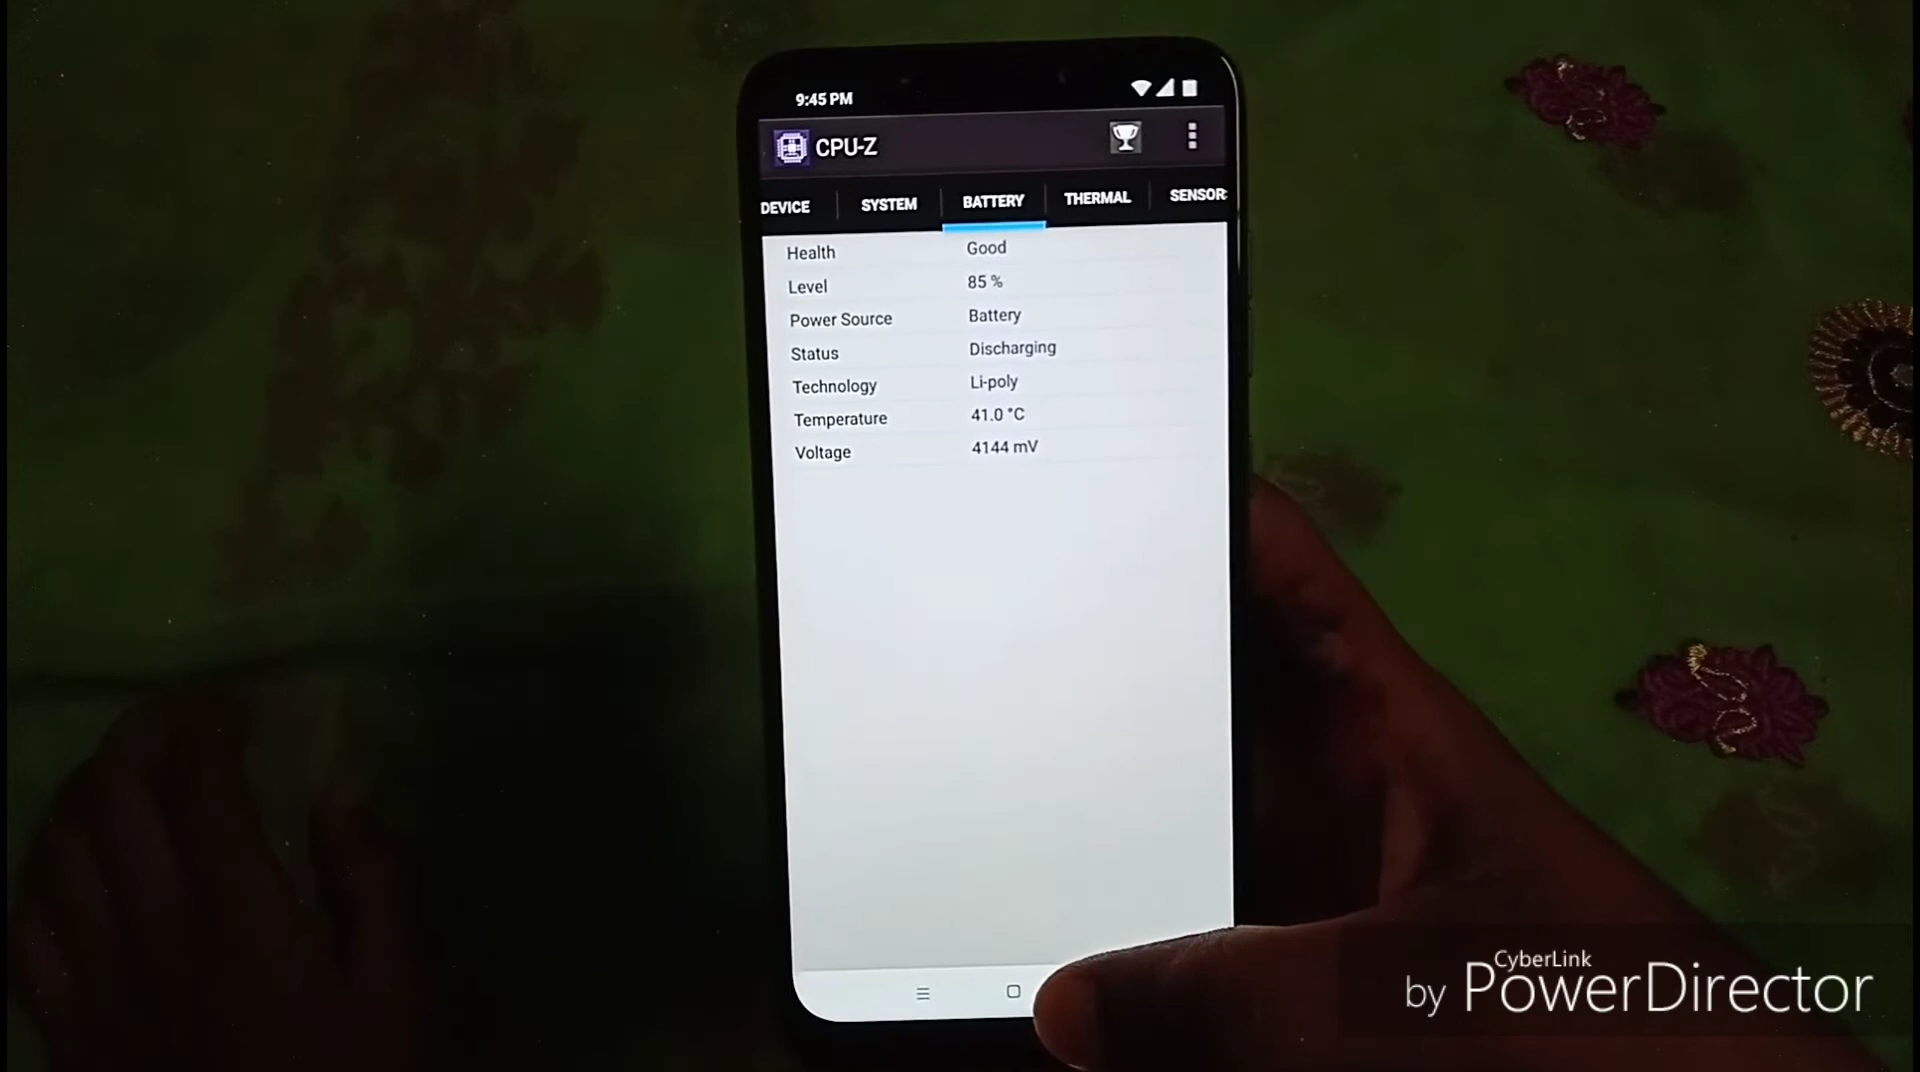 9:45 PM
CPU-Z
DEVICE SYSTEM BATTERY THERMAL SENSOR
Health Good
Level 85 %
Power Source Battery
Status Discharging
Technology Li-poly
Temperature 41.0 °C
Voltage 4144 mV
CyberLink
by PowerDirector